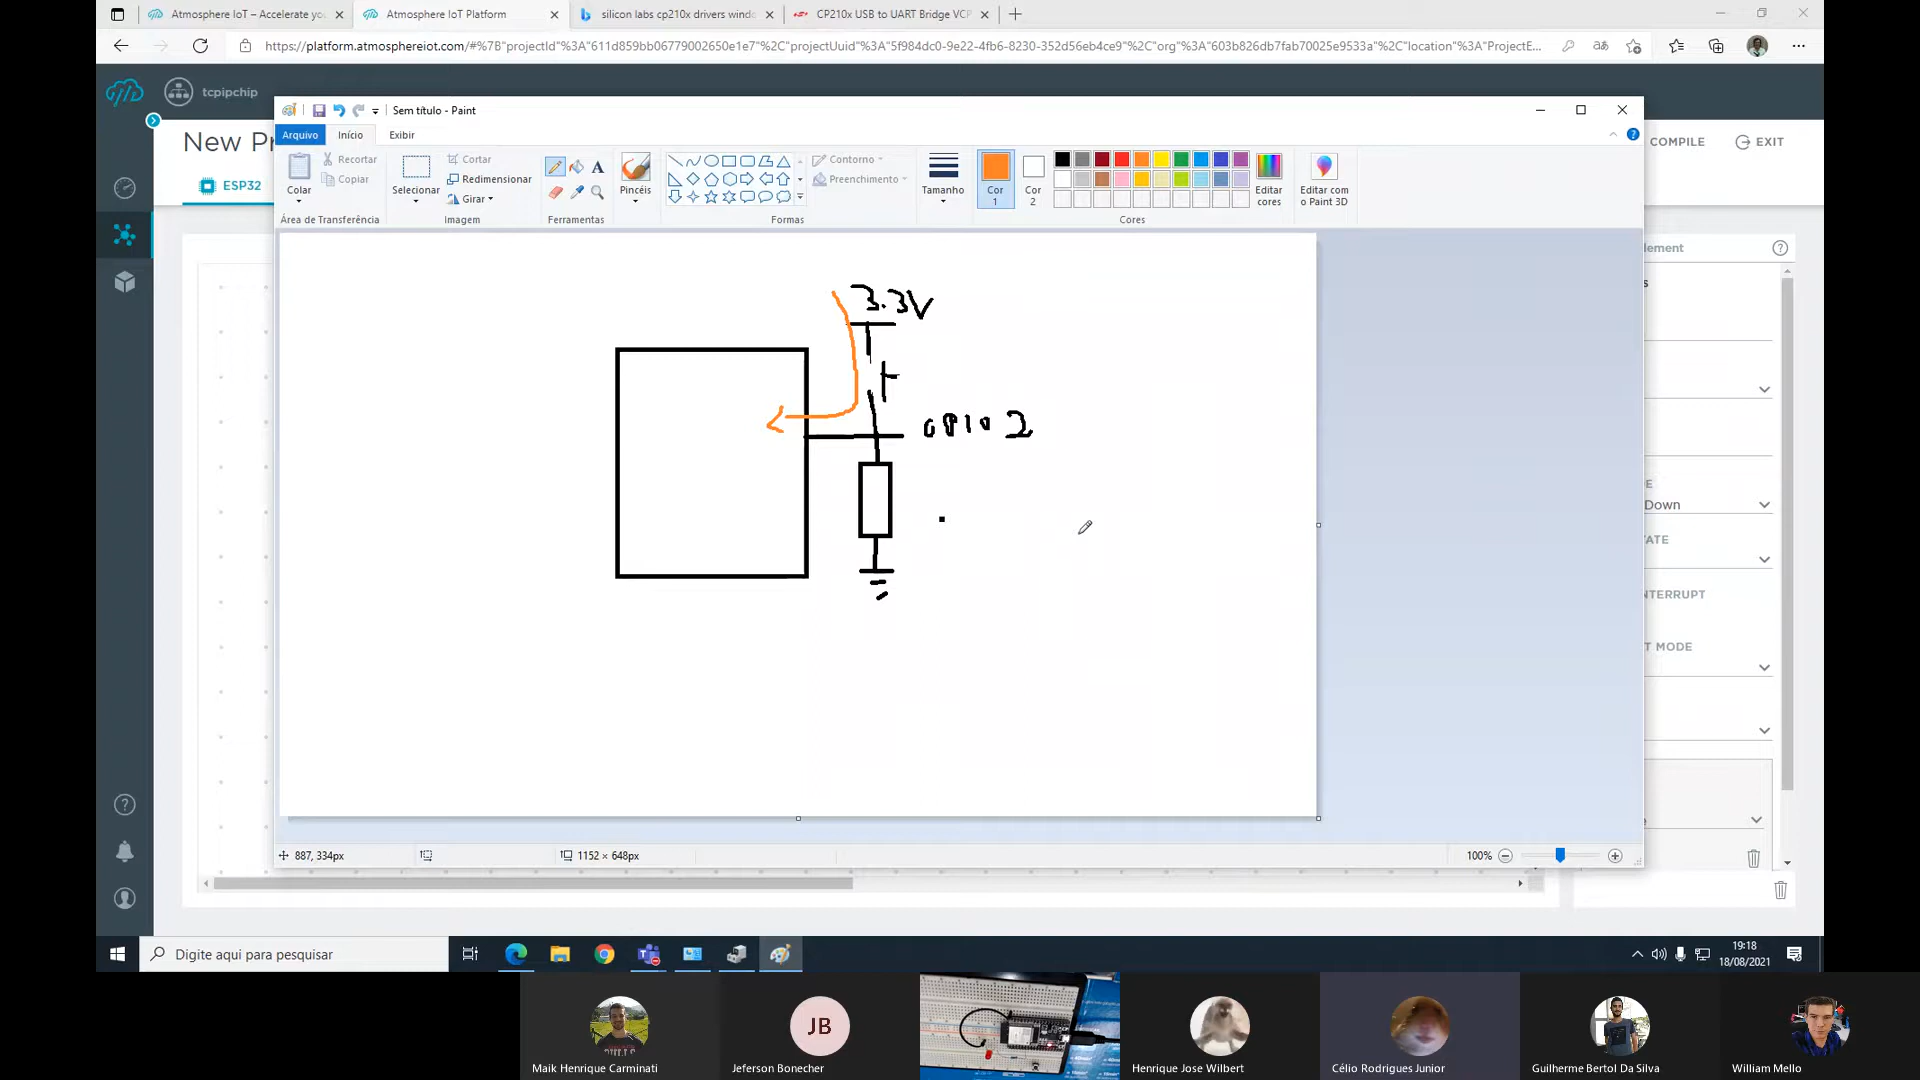 Atmosphere IoT – Accelerate yo
Atmosphere IoT Platform
silicon labs cp210x drivers wind
CP210x USB to UART Bridge VCP
https://platform.atmosphereiot.com/#%7B"projectId"%3A"611d859bb06779002650e1e7"%2C"projectUuid"%3A"5f984dc0-9e22-4fb6-8230-352d56eb4ce9"%2C"org"%3A"603b826db7fab70025e9533a"%2C"location"%3A"ProjectE...
tcpipchip
New Pr
COMPILE
EXIT
ESP32
Sem título - Paint
Arquivo
Início
Exibir
Colar
Recortar
Copiar
Área de Transferência
Selecionar
Cortar
Redimensionar
Girar
Imagem
A
Ferramentas
Pincéis
Contorno
Preenchimento
Formas
Tamanho
Cor
1
Cor
2
Editar
cores
Editar com
o Paint 3D
Cores
lement
s
3.3V
GPIO 2
E
Down
ATE
NTERRUPT
T MODE
e
887, 334px
1152 × 648px
100%
Digite aqui para pesquisar
19:18
18/08/2021
JB
Maik Henrique Carminati
Jeferson Bonecher
Henrique Jose Wilbert
Célio Rodrigues Junior
Guilherme Bertol Da Silva
William Mello